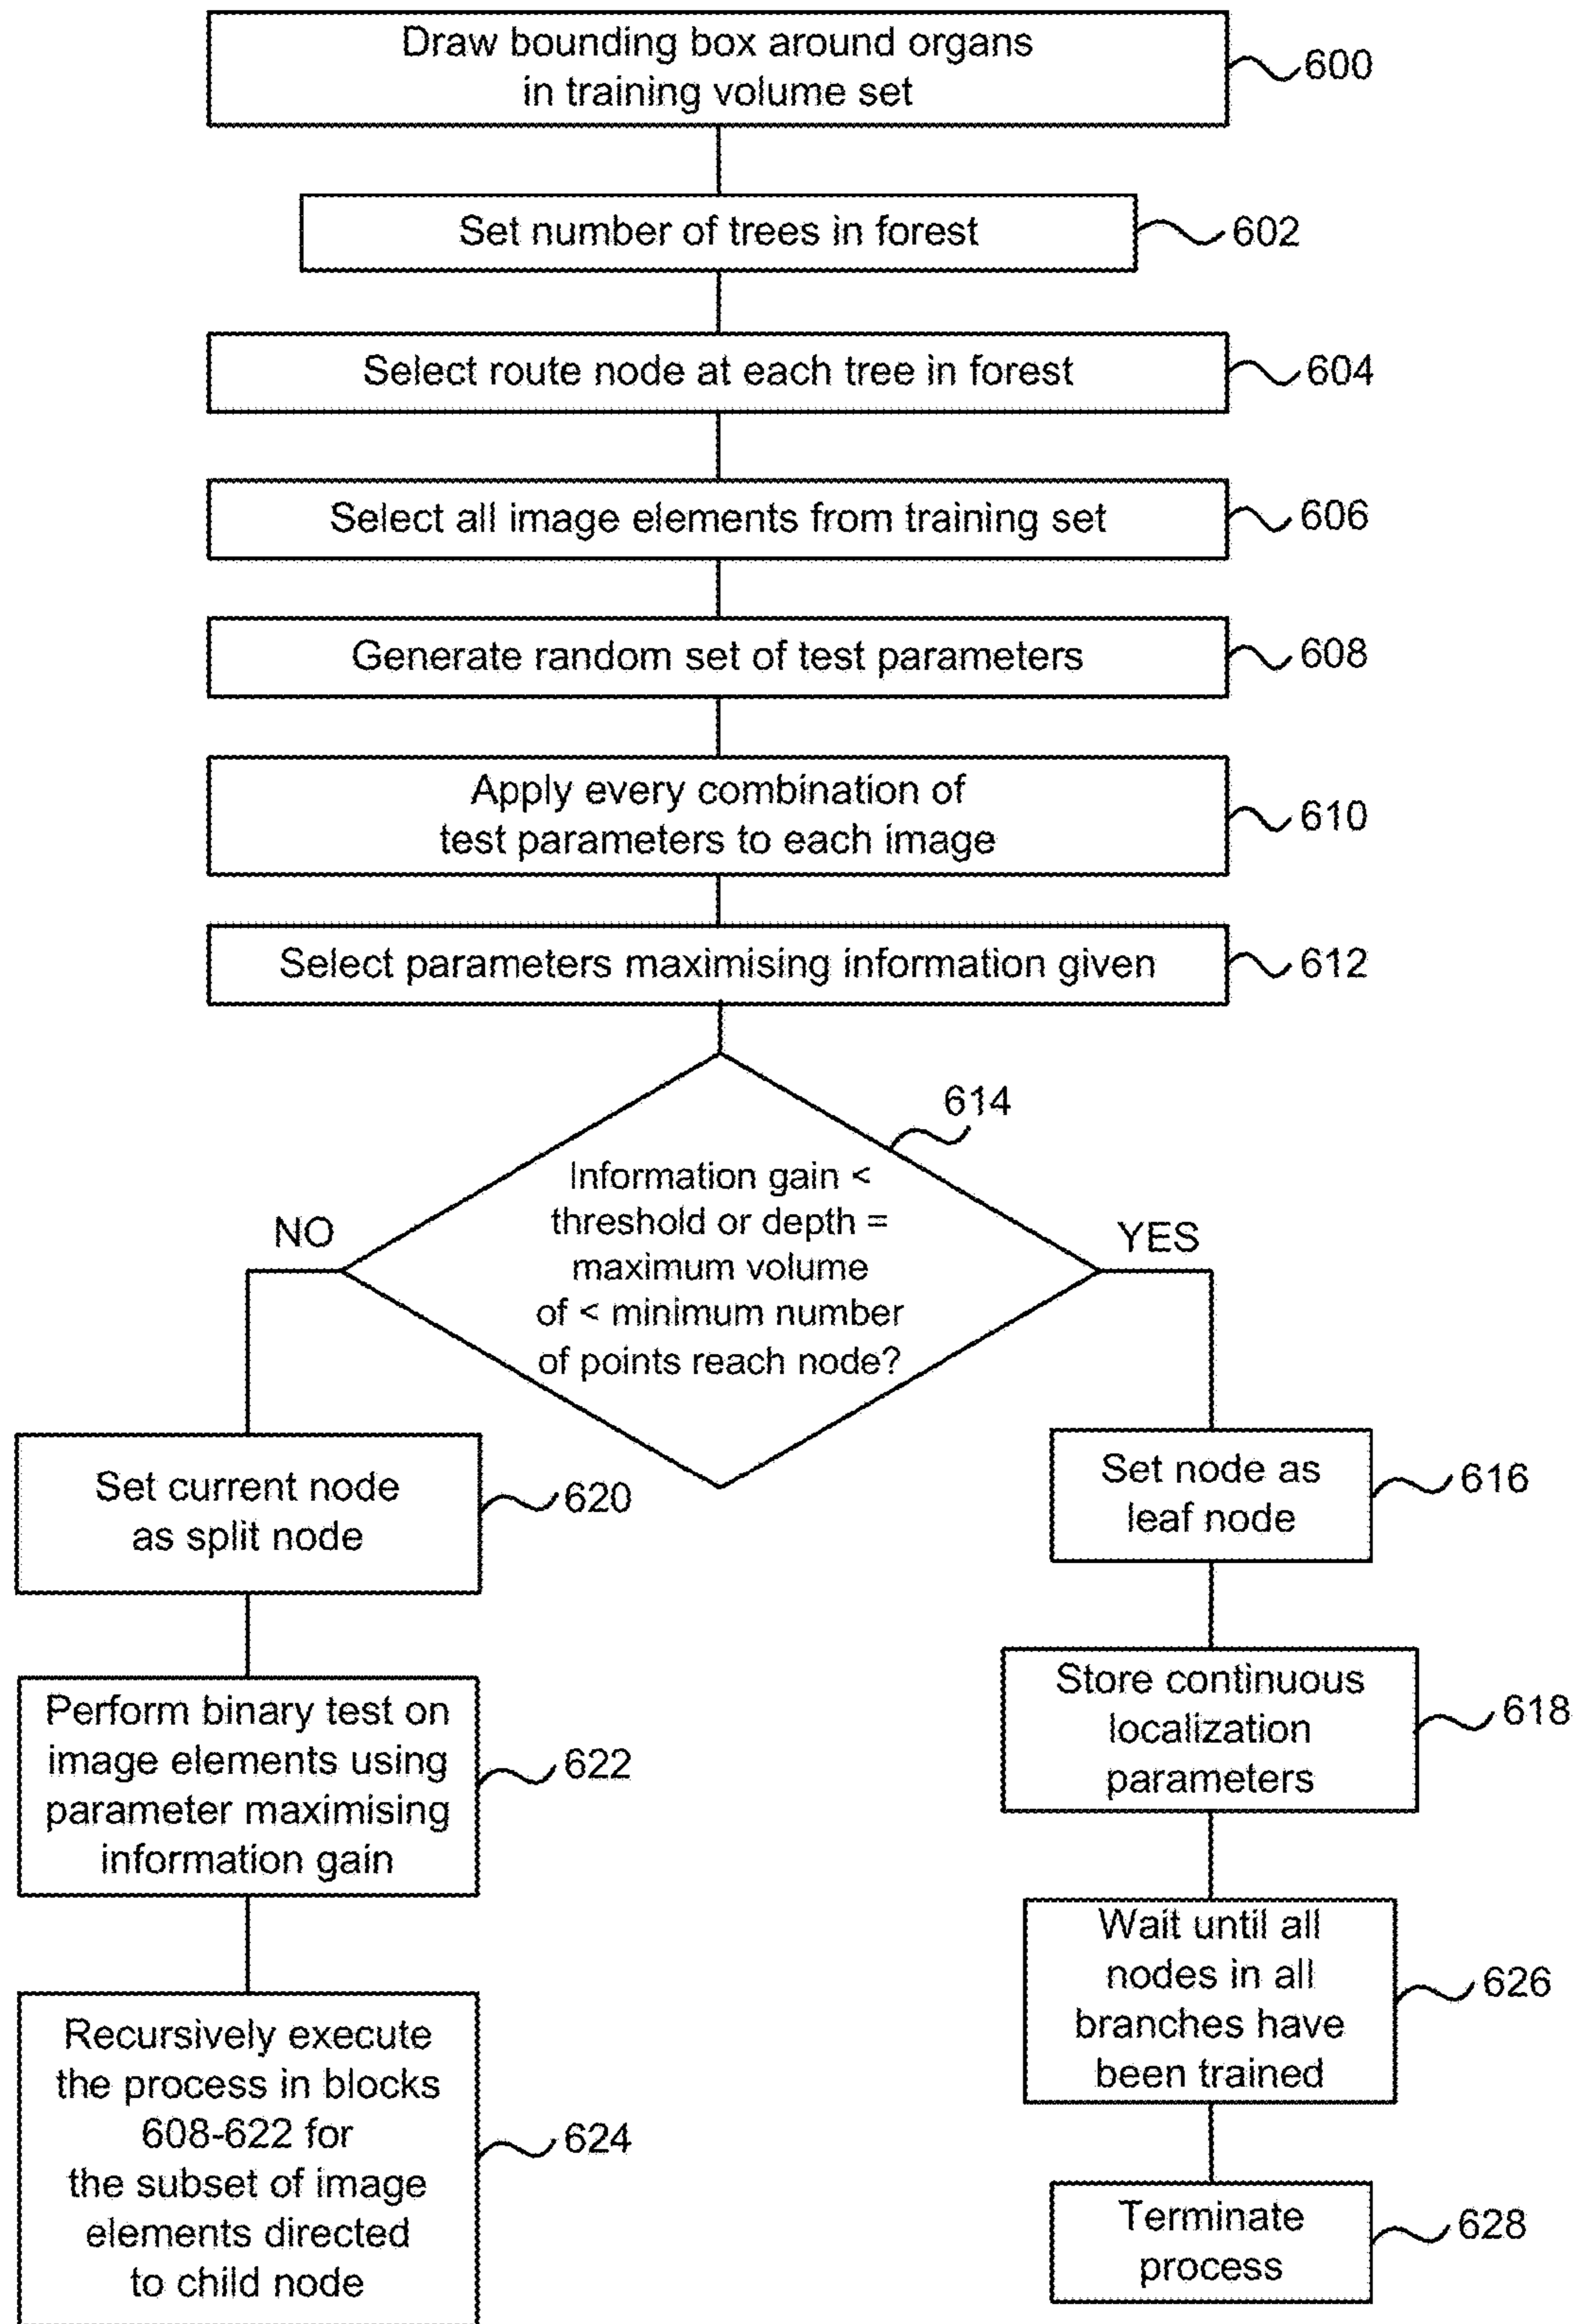 Draw bounding box around organs
in training volume set
600
Set number of trees in forest
602
Select route node at each tree in forest
604
Select all image elements from training set
606
Generate random set of test parameters
608
Apply every combination of
test parameters to each image
610
Select parameters maximising information given
612
614
Information gain <
threshold or depth =
maximum volume
of < minimum number
of points reach node?
NO
YES
Set current node
as split node
620
Set node as
leaf node
616
Perform binary test on
image elements using
parameter maximising
information gain
622
Store continuous
localization
parameters
618
Recursively execute
the process in blocks
608-622 for
the subset of image
elements directed
to child node
624
Wait until all
nodes in all
branches have
been trained
626
Terminate
process
628